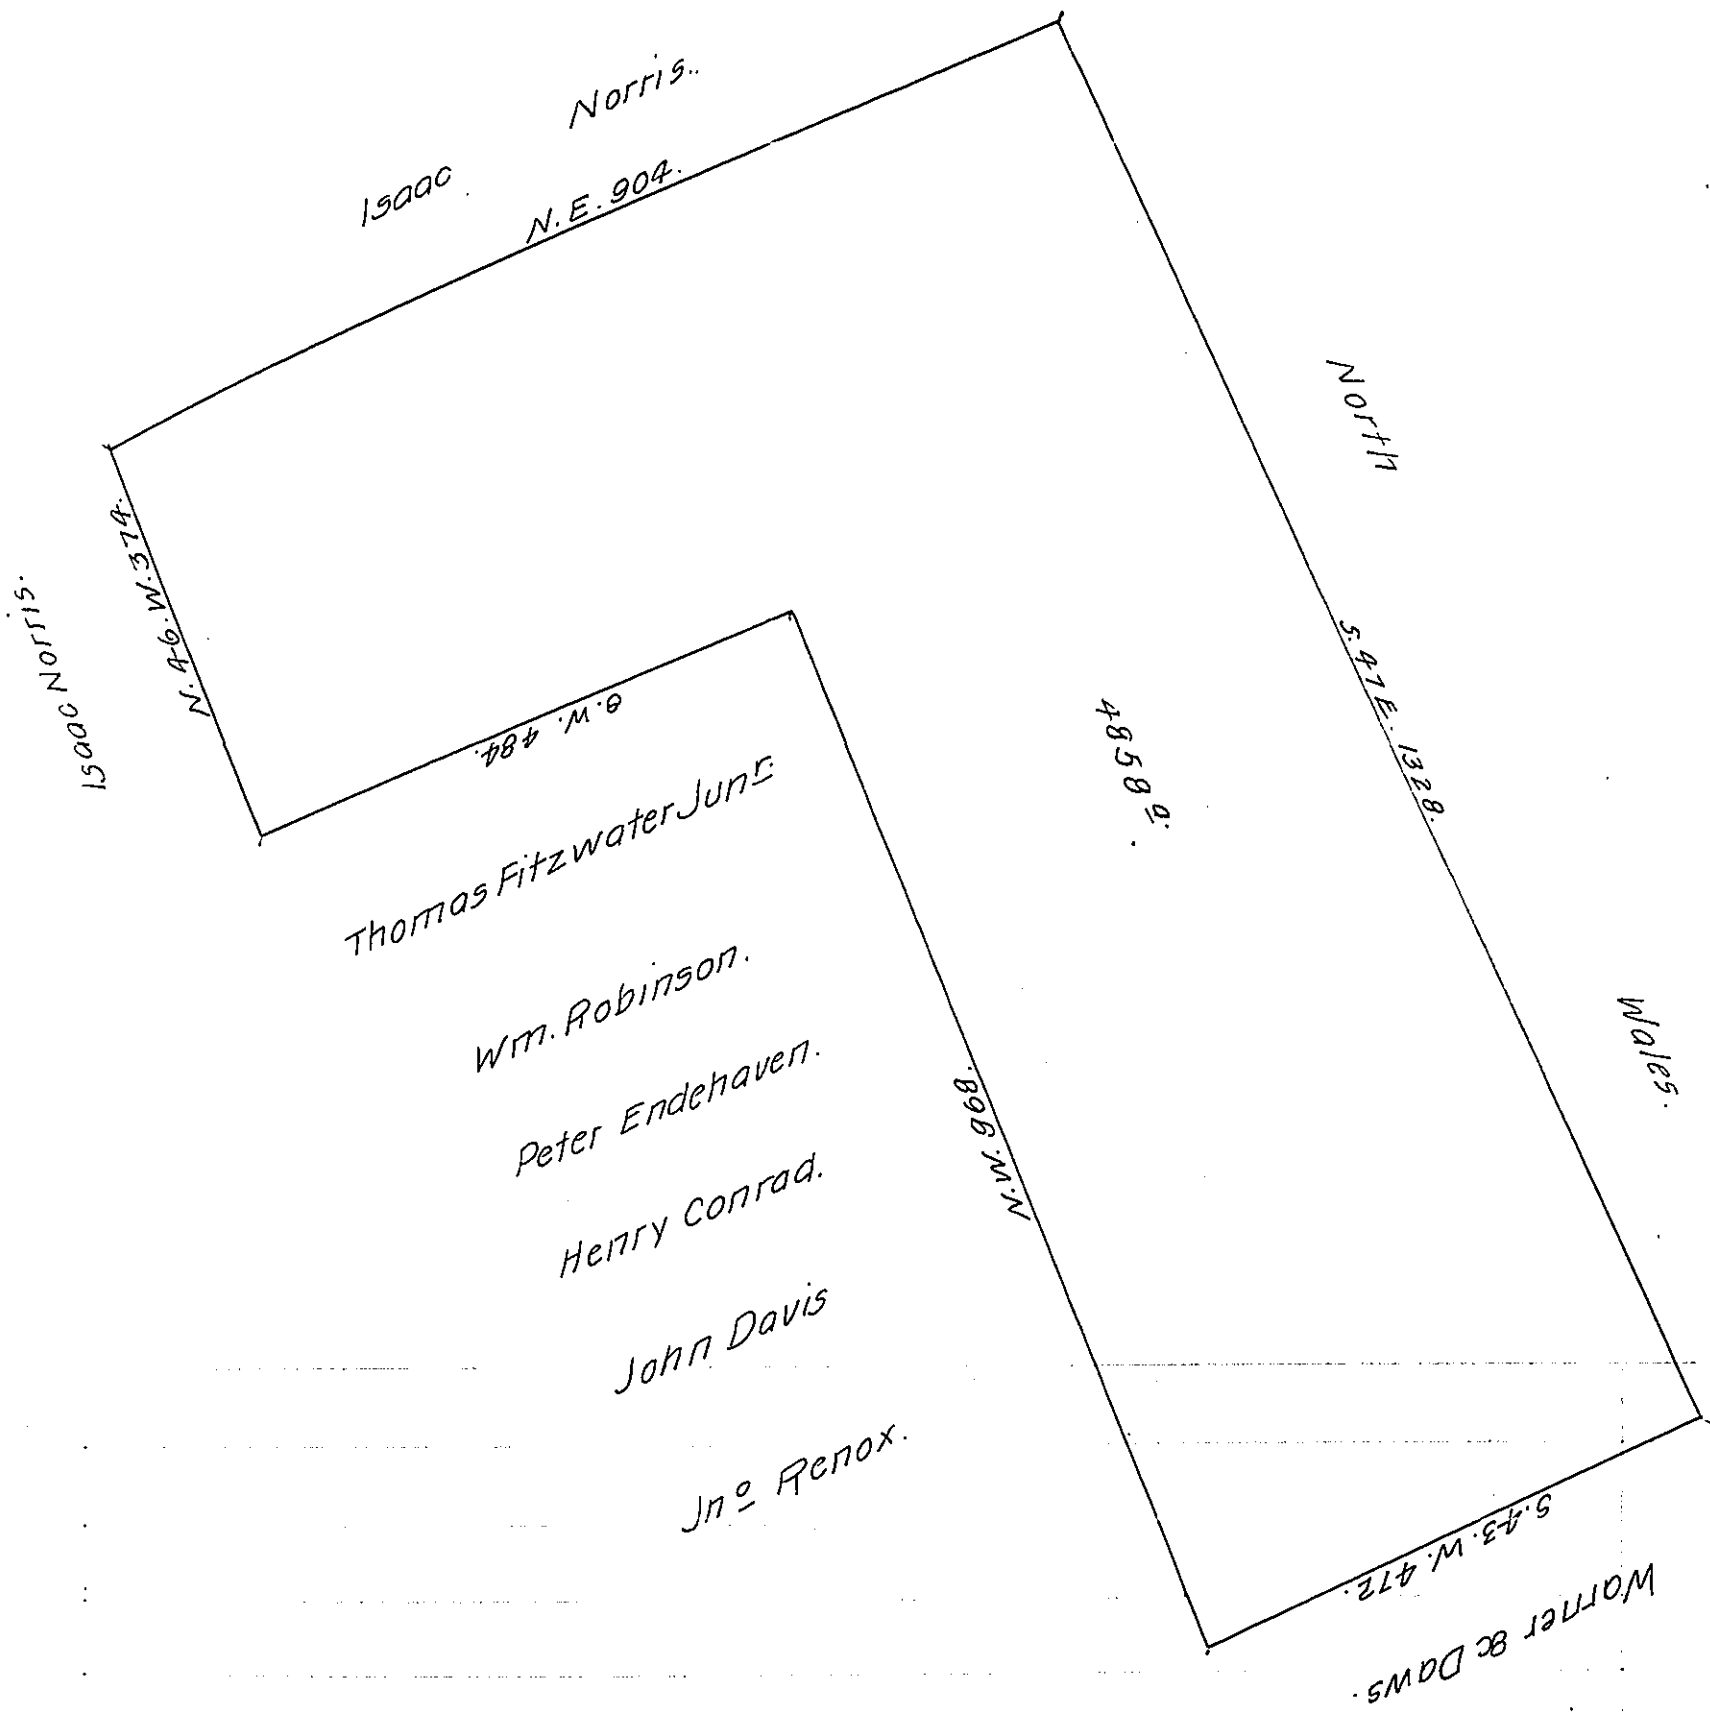 Isaac Norris.
N.E. 904.
Isaac Norris.
N. 46. W. 374.
S. W. 484.
North Wales.
S. 47 E. 1328.
4858 a.
Thomas Fitzwater Junr.
Wm. Robinson.
Peter Endehaven.
Henry Conrad.
John Davis
Jno Renox.
N.W. 968.
S. 43. W. 472.
Warner & Daws.